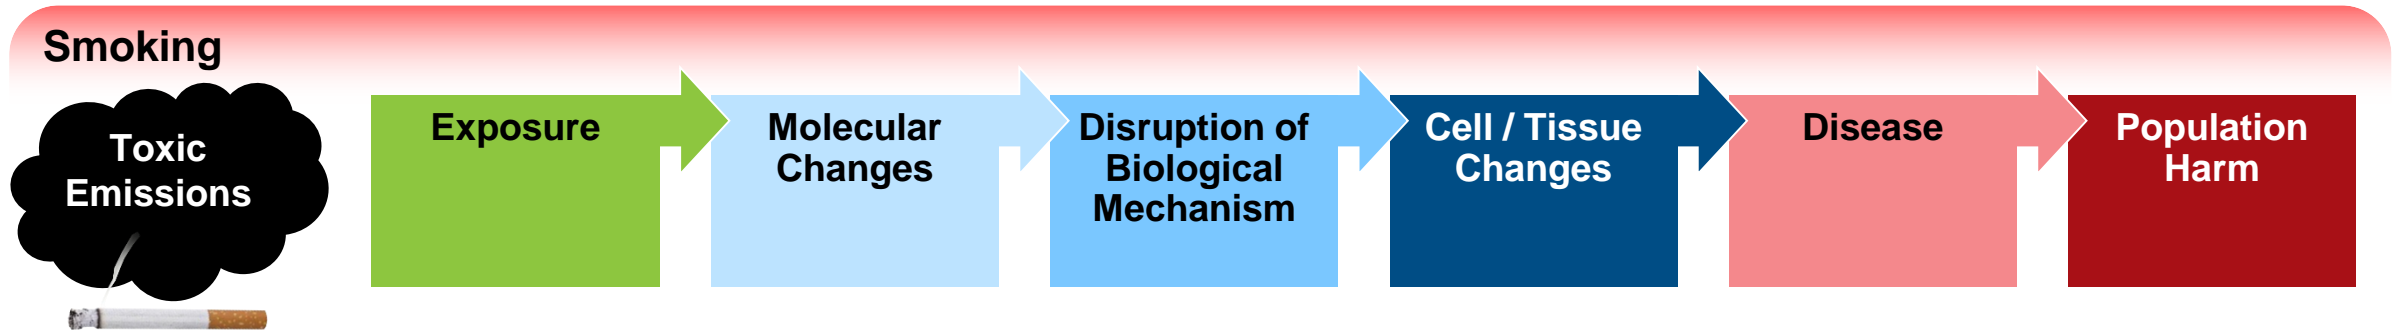 Smoking
Toxic
Emissions
Exposure
Molecular
Changes
Disruption of
Biological
Mechanism
Cell / Tissue
Changes
Disease
Population
Harm